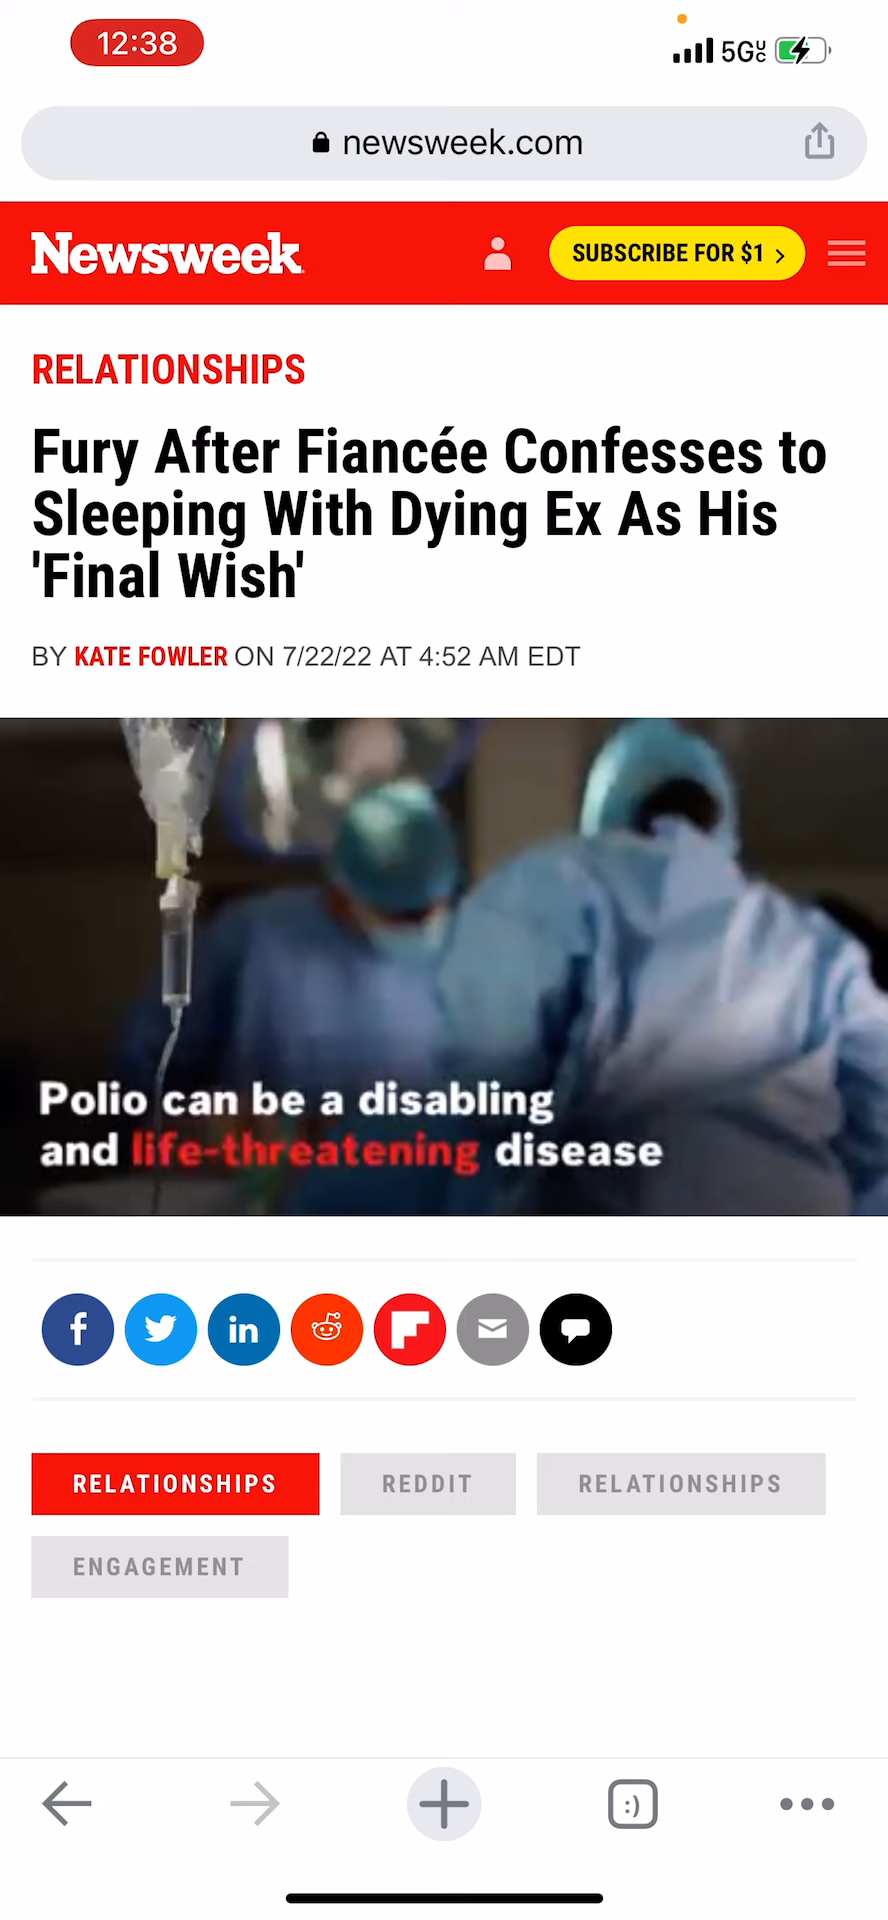 12:38
5G UC
newsweek.com
Newsweek
SUBSCRIBE FOR $1 >
RELATIONSHIPS
Fury After Fiancée Confesses to
Sleeping With Dying Ex As His
'Final Wish'
BY KATE FOWLER ON 7/22/22 AT 4:52 AM EDT
Polio can be a disabling
and life-threatening disease
f
in
RELATIONSHIPS
REDDIT
RELATIONSHIPS
ENGAGEMENT
:)